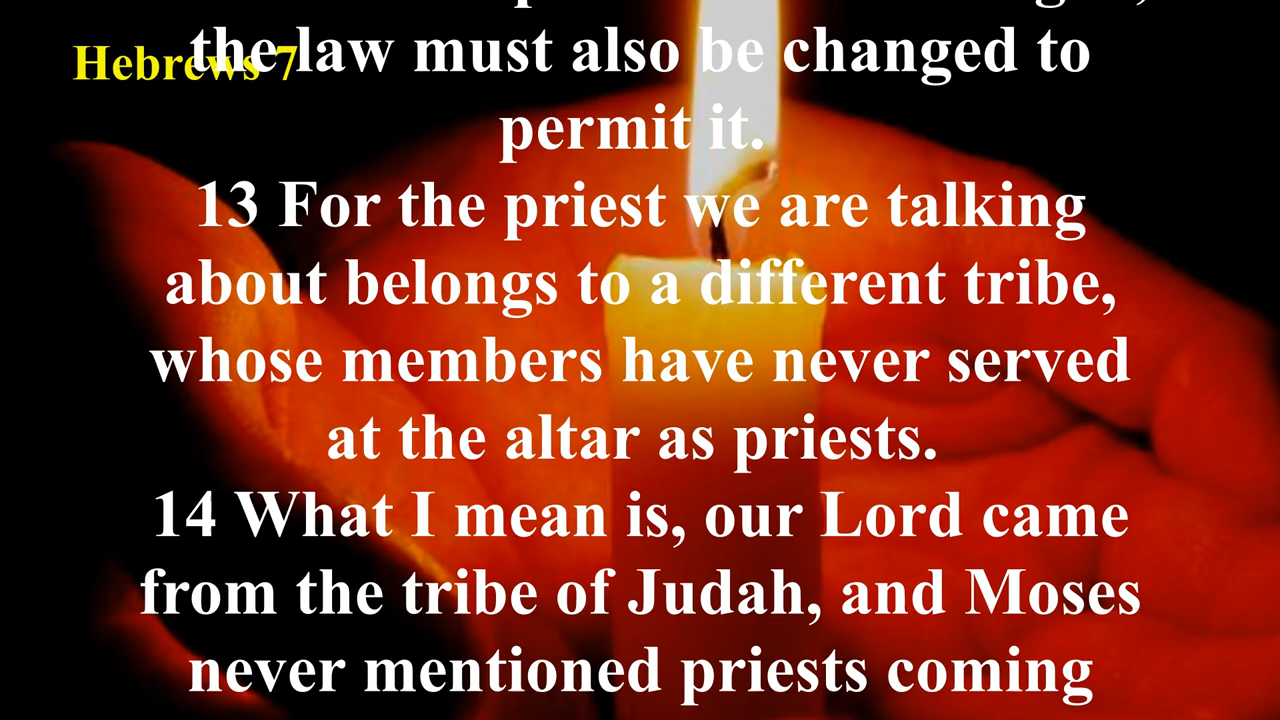 Hebrews 7
the law must also be changed to
permit it.
13 For the priest we are talking
about belongs to a different tribe,
whose members have never served
at the altar as priests.
14 What I mean is, our Lord came
from the tribe of Judah, and Moses
never mentioned priests coming